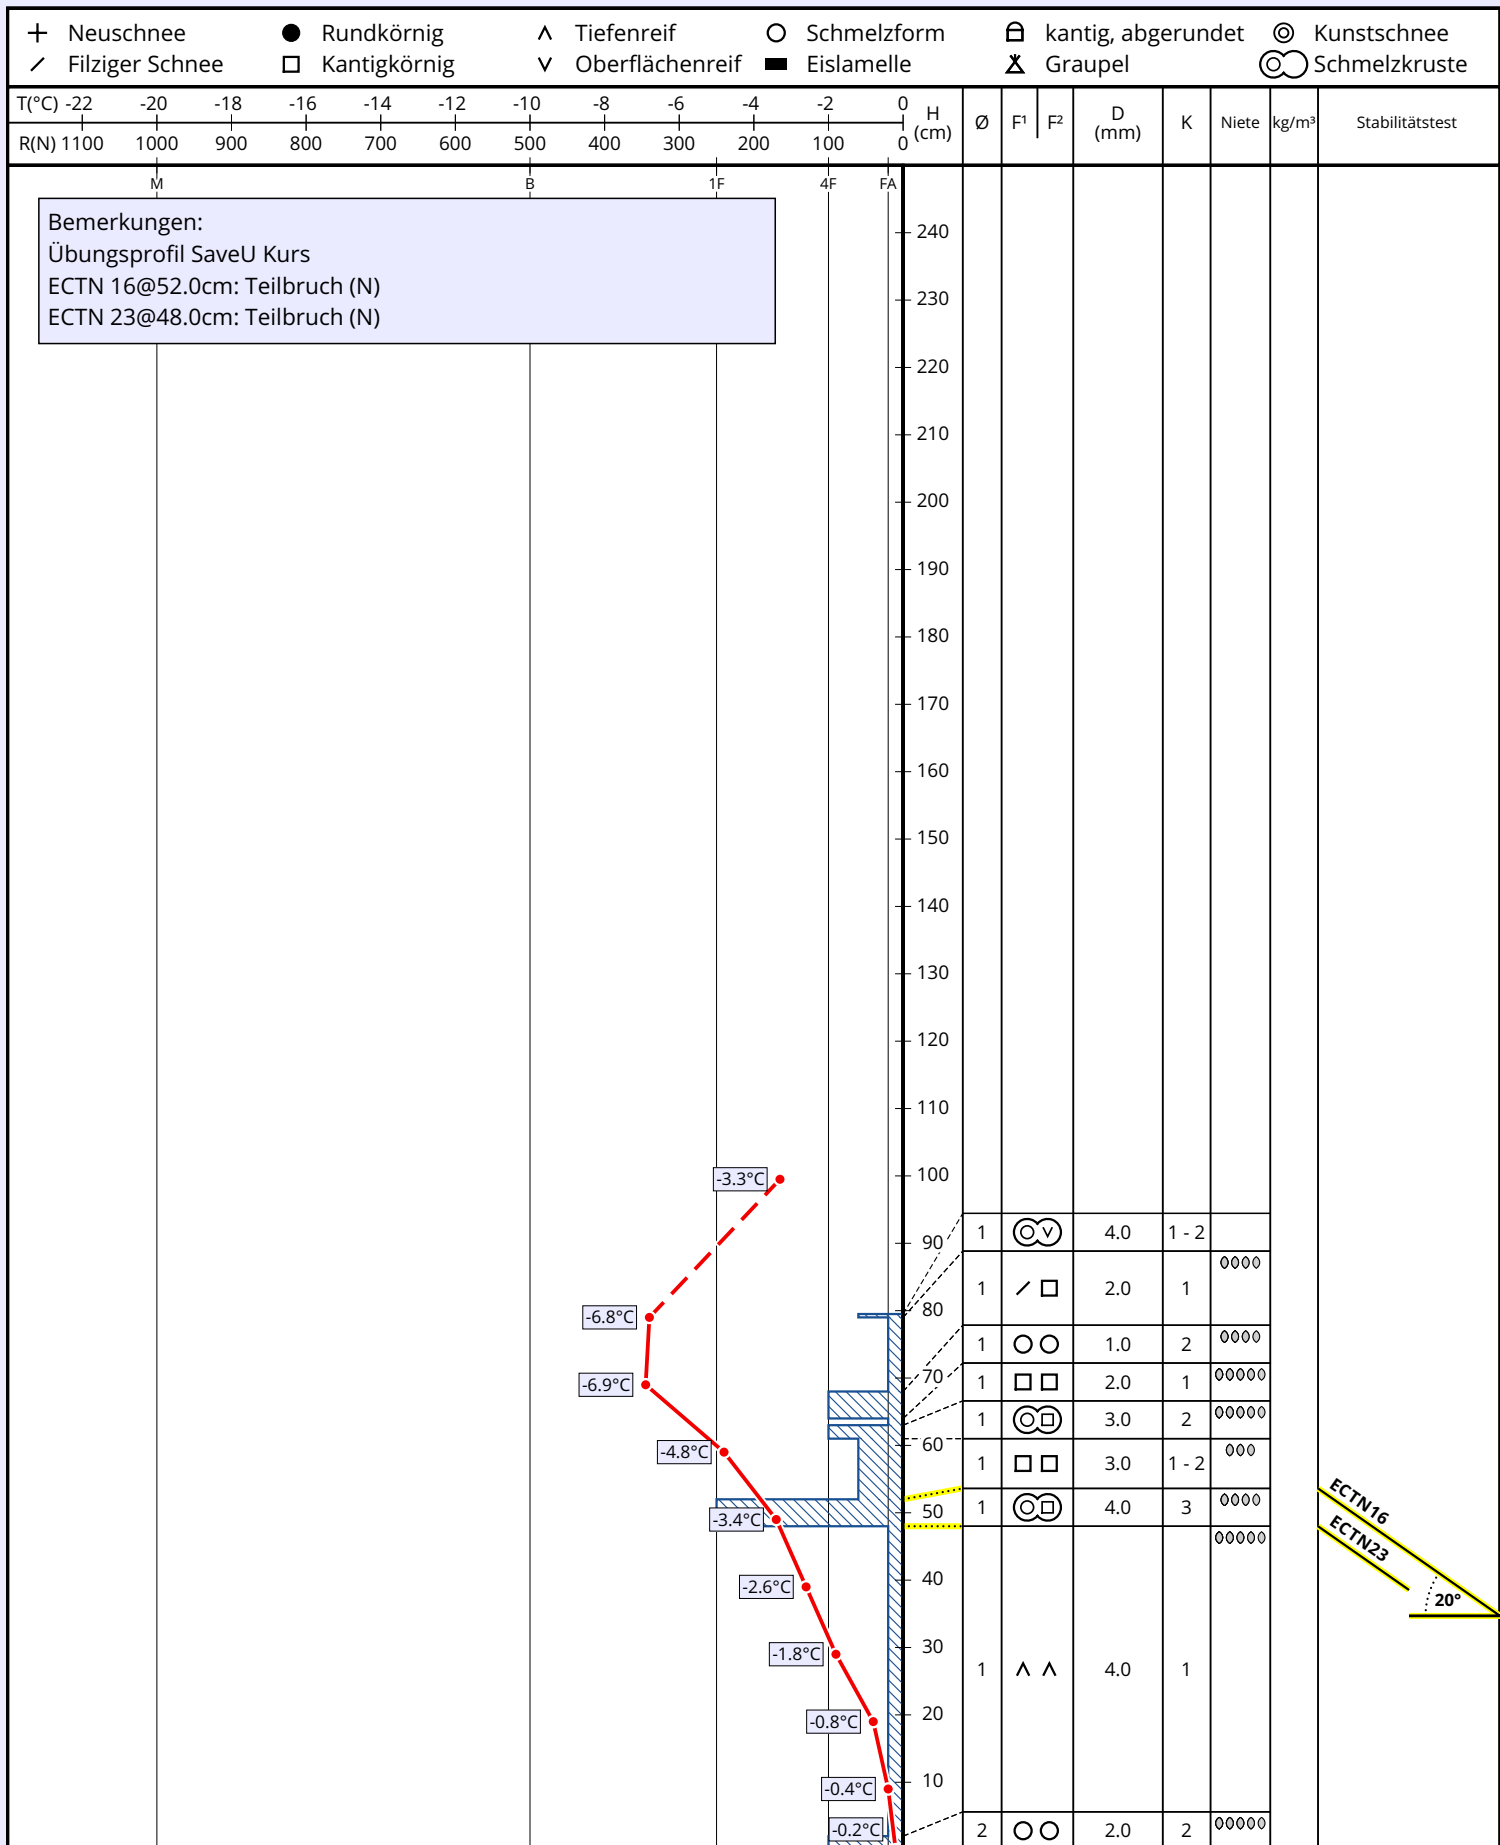 Neuschnee Rundkörnig Tiefenreif Schmelzform kantig, abgerundet Kunstschnee
Filziger Schnee Kantigkörnig Oberflächenreif Eislamelle Graupel Schmelzkruste
T(°C) -22 -20 -18 -16 -14 -12 -10 -8 -6 -4 -2 0
R(N) 1100 1000 900 800 700 600 500 400 300 200 100 0
H (cm) Ø F¹ F² D (mm) K Niete kg/m³ Stabilitätstest
M B 1F 4F FA
Bemerkungen:
Übungsprofil SaveU Kurs
ECTN 16@52.0cm: Teilbruch (N)
ECTN 23@48.0cm: Teilbruch (N)
240
230
220
210
200
190
180
170
160
150
140
130
120
110
100
-3.3°C
90
1 4.0 1 - 2
1 2.0 1
80
-6.8°C
1 1.0 2
70
-6.9°C
1 2.0 1
1 3.0 2
60
-4.8°C
1 3.0 1 - 2
50
-3.4°C
1 4.0 3
ECTN16
ECTN23
20°
40
-2.6°C
30
-1.8°C
1 4.0 1
20
-0.8°C
10
-0.4°C
-0.2°C
2 2.0 2